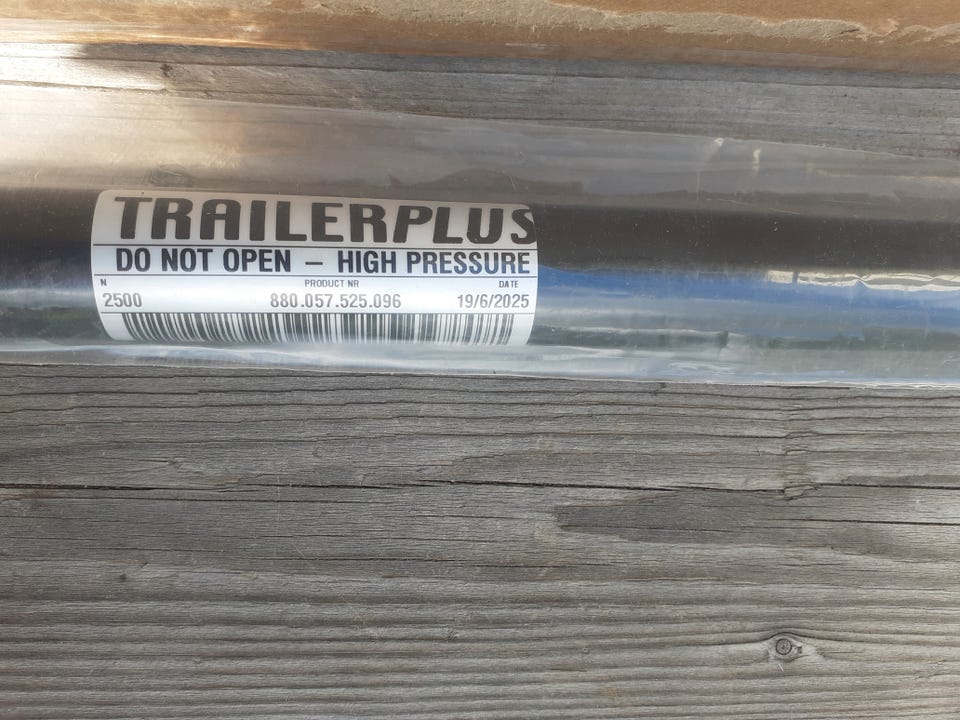 TRAILERPLUS
DO NOT OPEN – HIGH PRESSURE
N PRODUCT NR DATE
2500 880.057.525.096 19/6/2025